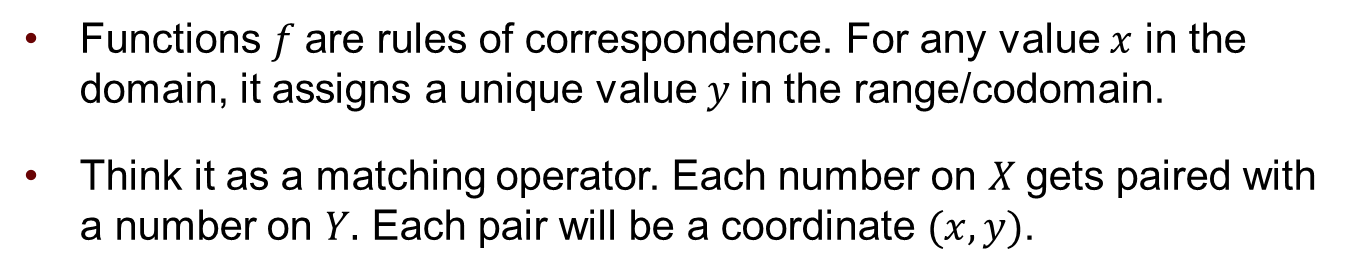 • Functions f are rules of correspondence. For any value x in the
domain, it assigns a unique value y in the range/codomain.
• Think it as a matching operator. Each number on X gets paired with
a number on Y. Each pair will be a coordinate (x, y).